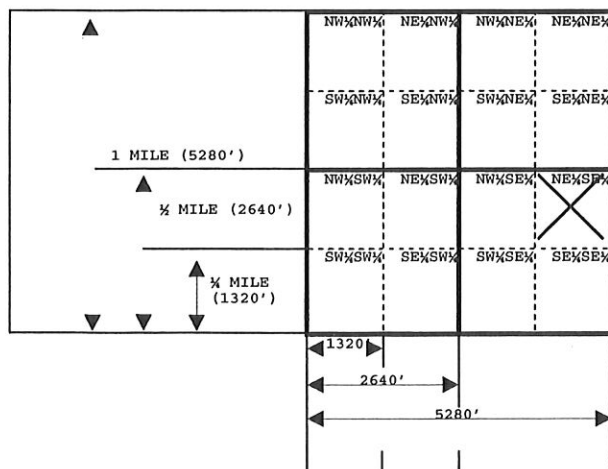 NW¼NW¼ NE¼NW¼ NW¼NE¼ NE¼NE¼
SW¼NW¼ SE¼NW¼ SW¼NE¼ SE¼NE¼
1 MILE (5280')
NW¼SW¼ NE¼SW¼ NW¼SE¼ NE¼SE¼
½ MILE (2640')
SW¼SW¼ SE¼SW¼ SW¼SE¼ SE¼SE¼
¼ MILE
(1320')
1320'
2640'
5280'